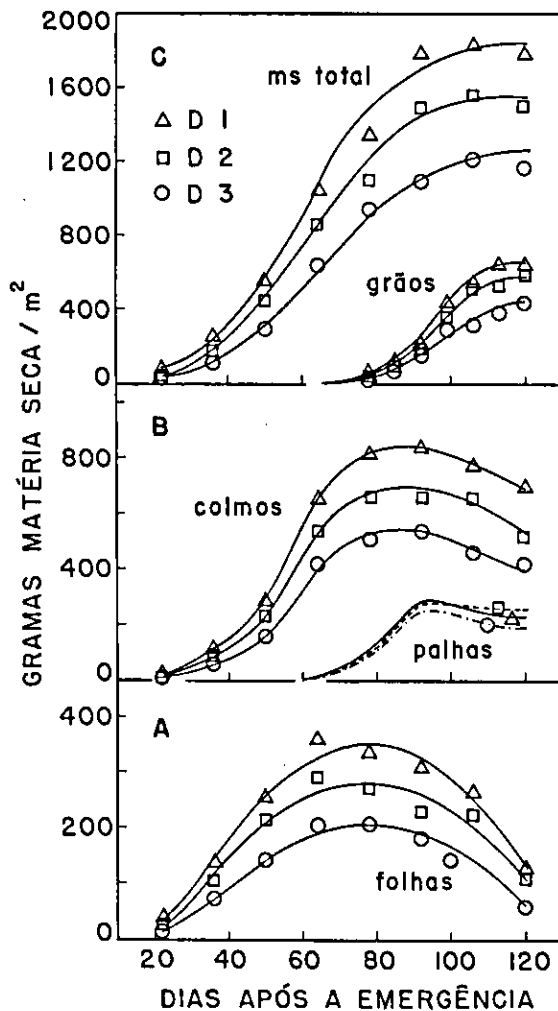 GRAMAS MATÉRIA SECA / m²
2000
C
ms total
1800
△ D 1
□ D 2
○ D 3
1200
800
grãos
400
0
B
800
colmos
400
palhas
0
A
400
200
folhas
0
20 40 60 80 100 120
DIAS APÓS A EMERGÊNCIA